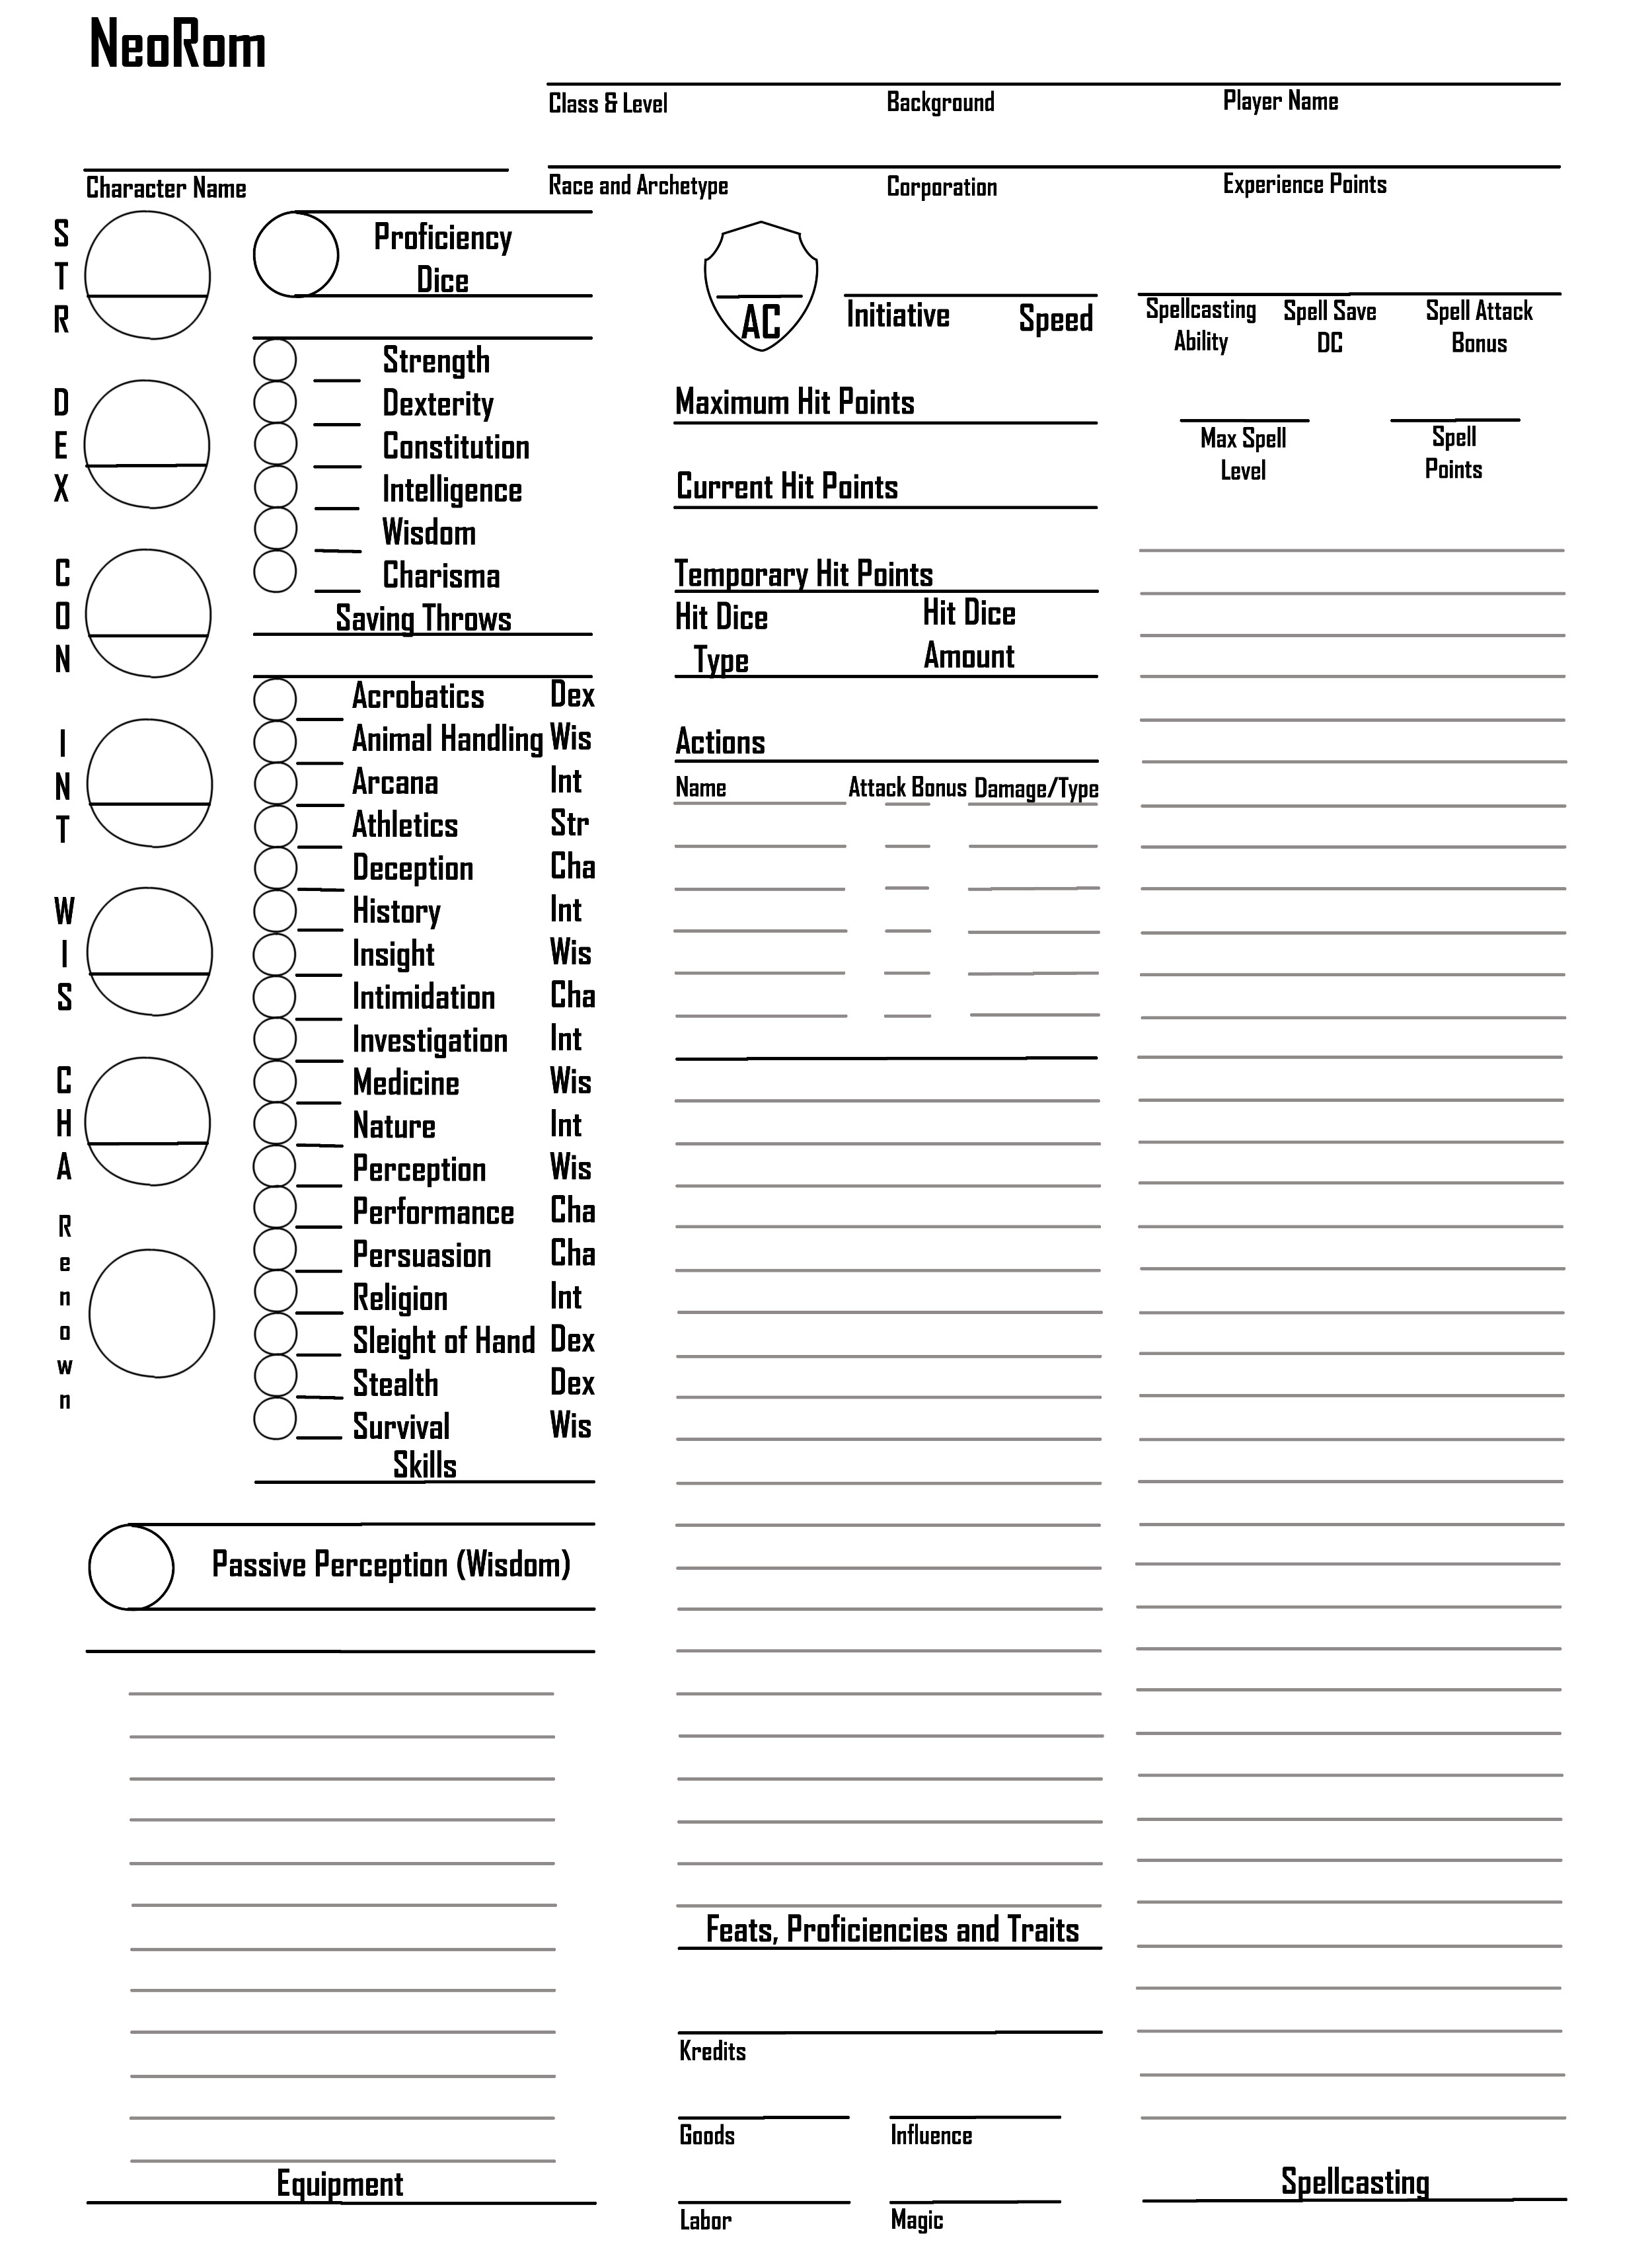 NeoRom
Class & Level Background Player Name
Character Name
Race and Archetype Corporation Experience Points
STR
DEX
CON
INT
WIS
CHA
Renown
Proficiency
Dice
Strength
Dexterity
Constitution
Intelligence
Wisdom
Charisma
Saving Throws
Acrobatics Dex
Animal Handling Wis
Arcana Int
Athletics Str
Deception Cha
History Int
Insight Wis
Intimidation Cha
Investigation Int
Medicine Wis
Nature Int
Perception Wis
Performance Cha
Persuasion Cha
Religion Int
Sleight of Hand Dex
Stealth Dex
Survival Wis
Skills
Passive Perception (Wisdom)
Equipment
AC
Initiative Speed
Maximum Hit Points
Current Hit Points
Temporary Hit Points
Hit Dice Hit Dice
Type Amount
Actions
Name Attack Bonus Damage/Type
Feats, Proficiencies and Traits
Kredits
Goods Influence
Labor Magic
Spellcasting Spell Save Spell Attack
Ability DC Bonus
Max Spell Spell
Level Points
Spellcasting